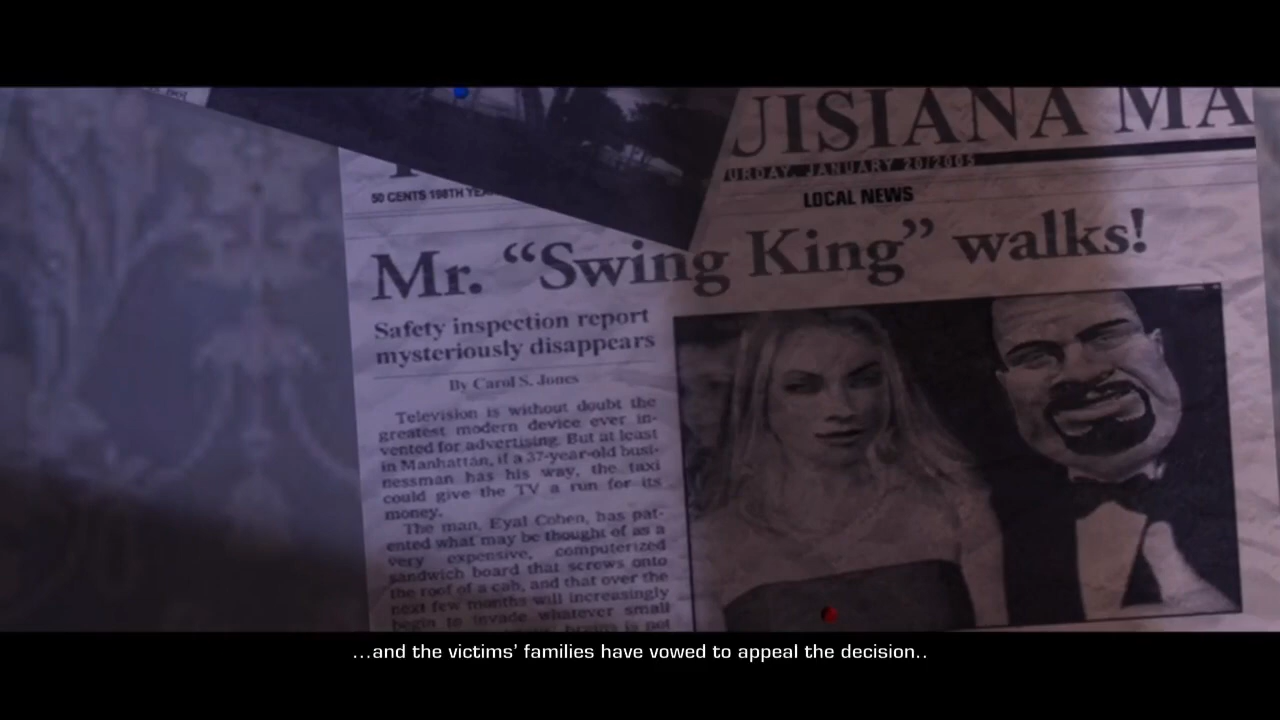 UISIANA MA
URDAY, JANUARY 20/2005
50 CENTS 198TH YEA
LOCAL NEWS
Mr. “Swing King” walks!
Safety inspection report
mysteriously disappears
By Carol S. Jones
Television is without doubt the
greatest modern device ever in-
vented for advertising. But at least
in Manhattan, if a 37-year-old busi-
nessman has his way, the taxi
could give the TV a run for its
money.
The man, Eyal Cohen, has pat-
ented what may be thought of as a
very expensive, computerized
sandwich board that screws onto
the roof of a cab, and that over the
next few months will increasingly
begin to invade whatever small
is not
...and the victims’ families have vowed to appeal the decision..